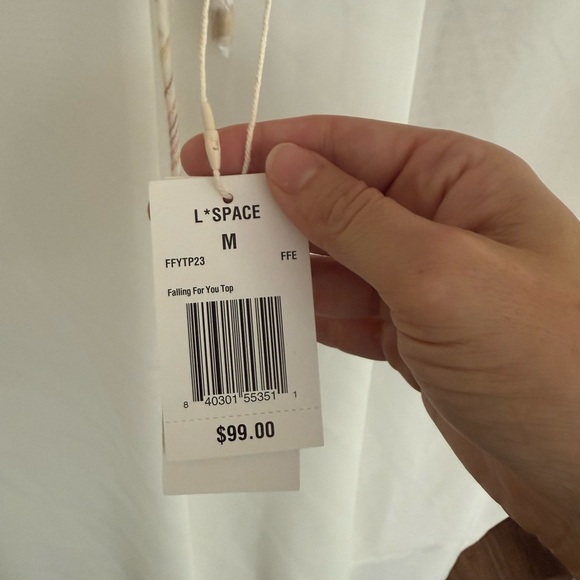 L*SPACE
M
FFYTP23 FFE
Falling For You Top
8 40301 55351 1
$99.00